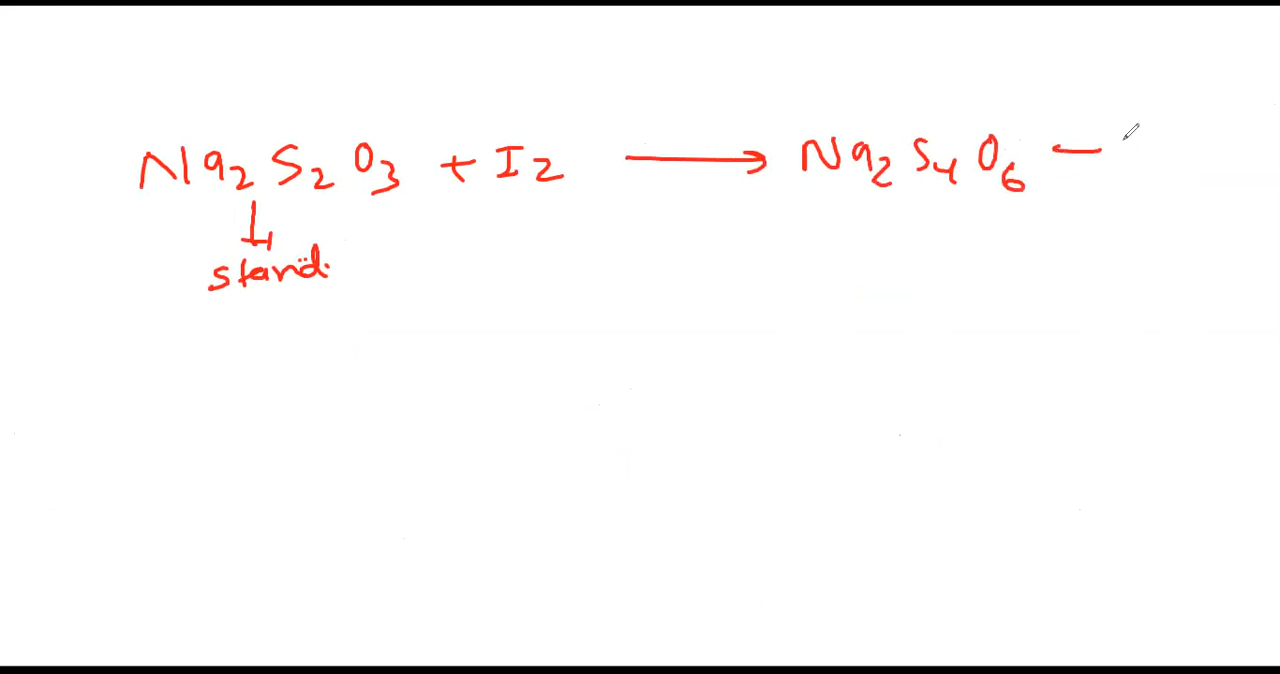 Na2S2O3 + I2 ⟶ Na2S4O6 —
↓
stand.